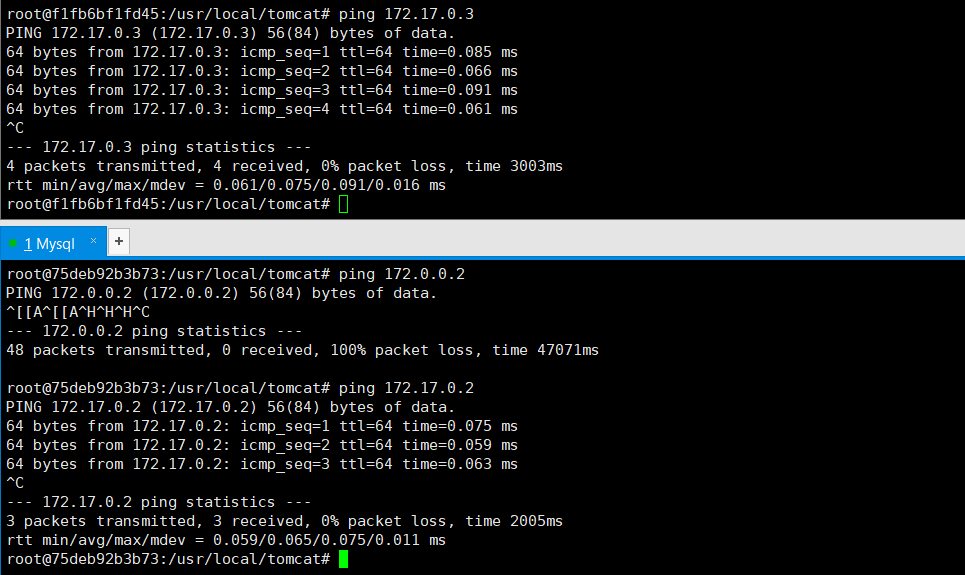 root@f1fb6bf1fd45:/usr/local/tomcat# ping 172.17.0.3
PING 172.17.0.3 (172.17.0.3) 56(84) bytes of data.
64 bytes from 172.17.0.3: icmp_seq=1 ttl=64 time=0.085 ms
64 bytes from 172.17.0.3: icmp_seq=2 ttl=64 time=0.066 ms
64 bytes from 172.17.0.3: icmp_seq=3 ttl=64 time=0.091 ms
64 bytes from 172.17.0.3: icmp_seq=4 ttl=64 time=0.061 ms
^C
--- 172.17.0.3 ping statistics ---
4 packets transmitted, 4 received, 0% packet loss, time 3003ms
rtt min/avg/max/mdev = 0.061/0.075/0.091/0.016 ms
root@f1fb6bf1fd45:/usr/local/tomcat#
1 Mysql × +
root@75deb92b3b73:/usr/local/tomcat# ping 172.0.0.2
PING 172.0.0.2 (172.0.0.2) 56(84) bytes of data.
^[[A^[[A^H^H^H^C
--- 172.0.0.2 ping statistics ---
48 packets transmitted, 0 received, 100% packet loss, time 47071ms
root@75deb92b3b73:/usr/local/tomcat# ping 172.17.0.2
PING 172.17.0.2 (172.17.0.2) 56(84) bytes of data.
64 bytes from 172.17.0.2: icmp_seq=1 ttl=64 time=0.075 ms
64 bytes from 172.17.0.2: icmp_seq=2 ttl=64 time=0.059 ms
64 bytes from 172.17.0.2: icmp_seq=3 ttl=64 time=0.063 ms
^C
--- 172.17.0.2 ping statistics ---
3 packets transmitted, 3 received, 0% packet loss, time 2005ms
rtt min/avg/max/mdev = 0.059/0.065/0.075/0.011 ms
root@75deb92b3b73:/usr/local/tomcat#